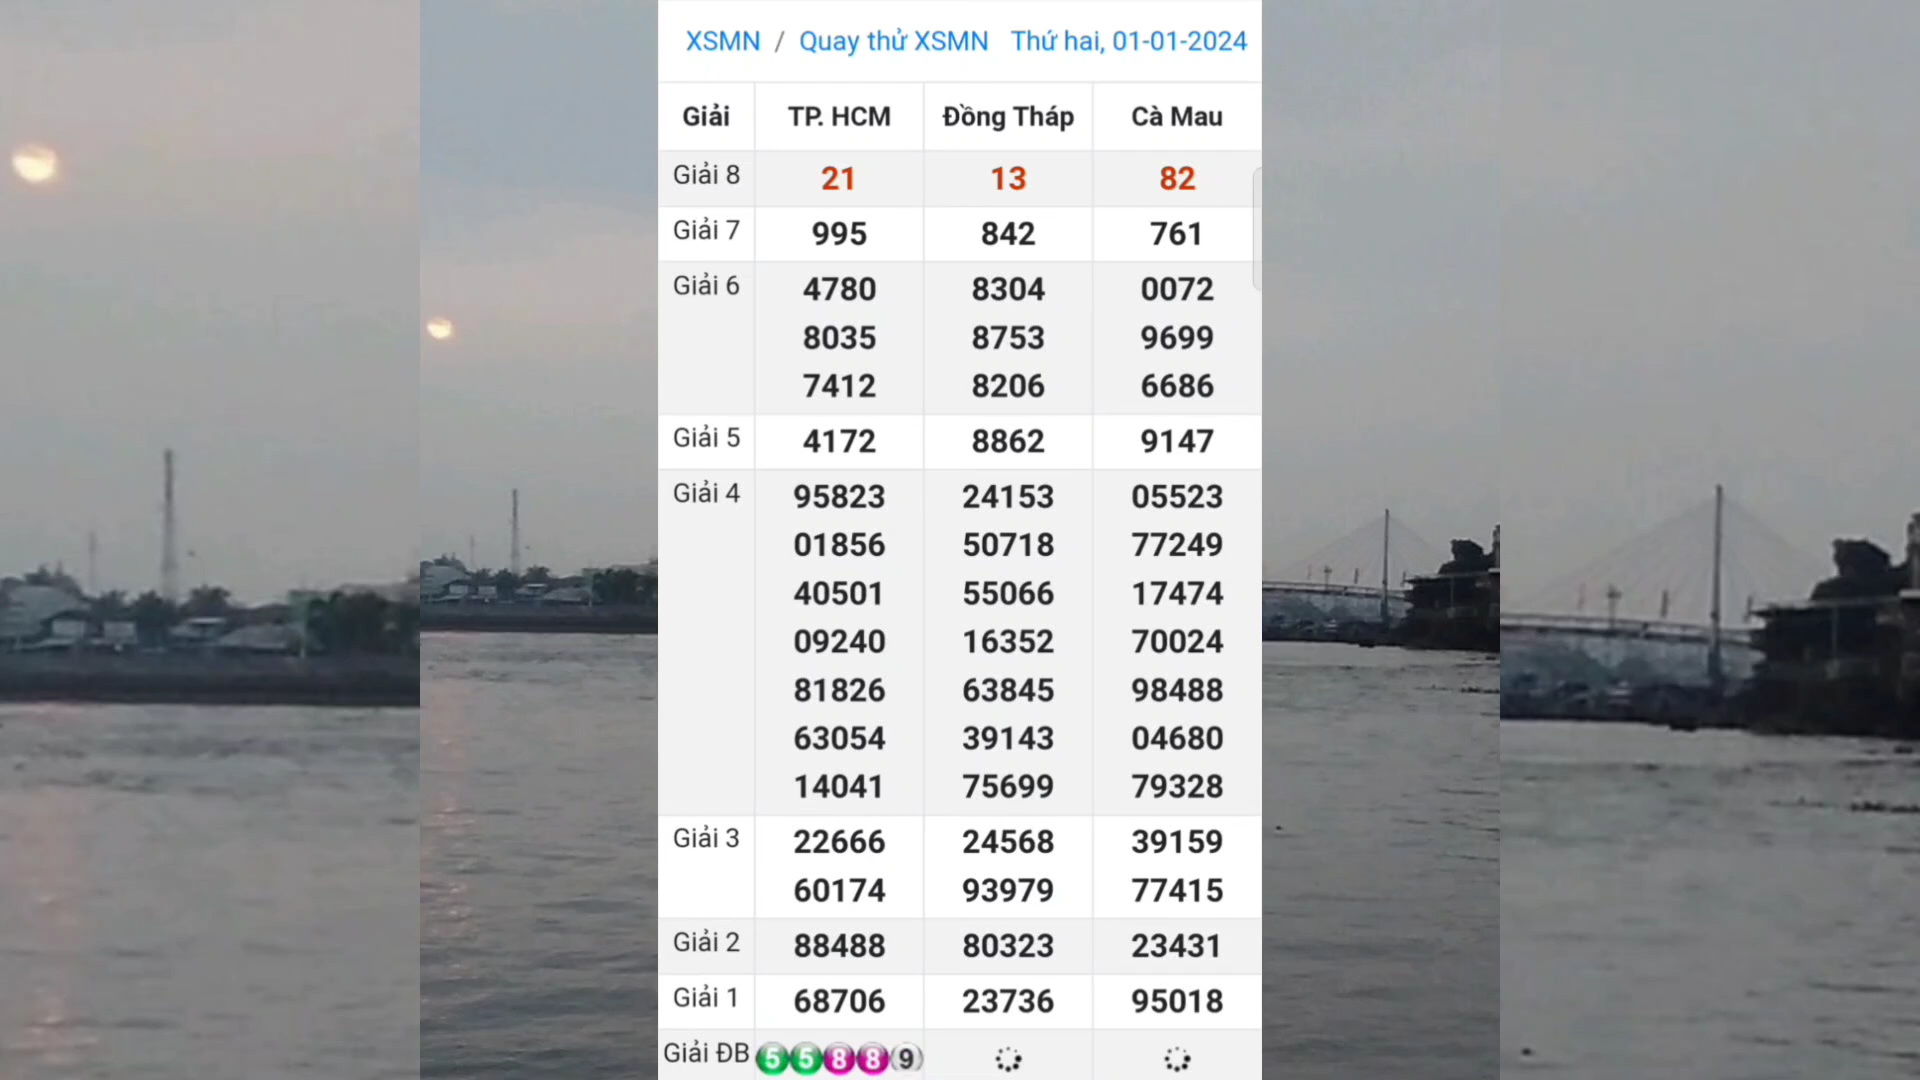 XSMN / Quay thử XSMN Thứ hai, 01-01-2024
Giải TP. HCM Đồng Tháp Cà Mau
Giải 8 21 13 82
Giải 7 995 842 761
Giải 6 4780 8304 0072
8035 8753 9699
7412 8206 6686
Giải 5 4172 8862 9147
Giải 4 95823 24153 05523
01856 50718 77249
40501 55066 17474
09240 16352 70024
81826 63845 98488
63054 39143 04680
14041 75699 79328
Giải 3 22666 24568 39159
60174 93979 77415
Giải 2 88488 80323 23431
Giải 1 68706 23736 95018
Giải ĐB 5 5 8 8 9